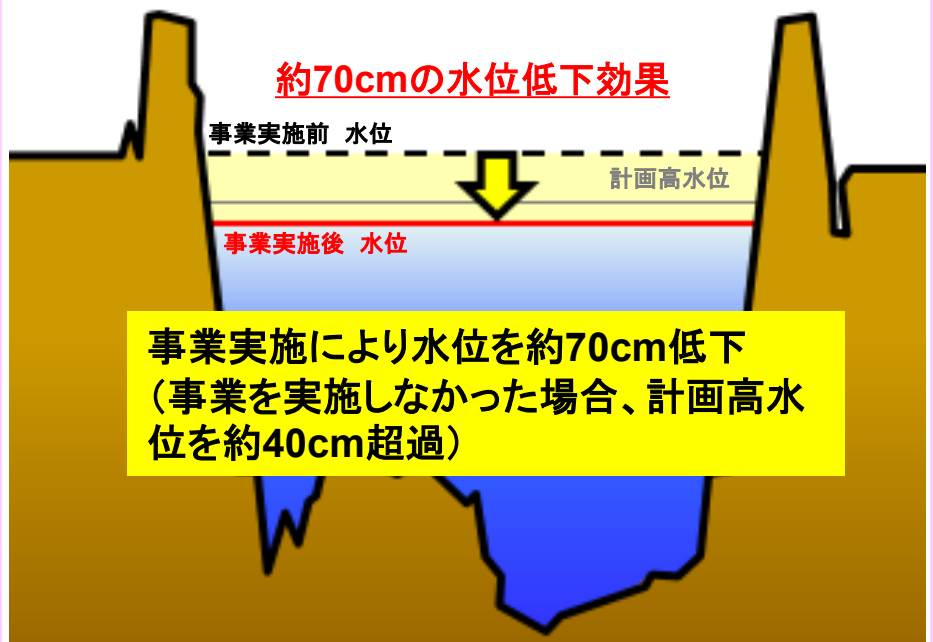 約70cmの水位低下効果
事業実施前　水位
計画高水位
事業実施後　水位
事業実施により水位を約70cm低下
（事業を実施しなかった場合、計画高水
位を約40cm超過）